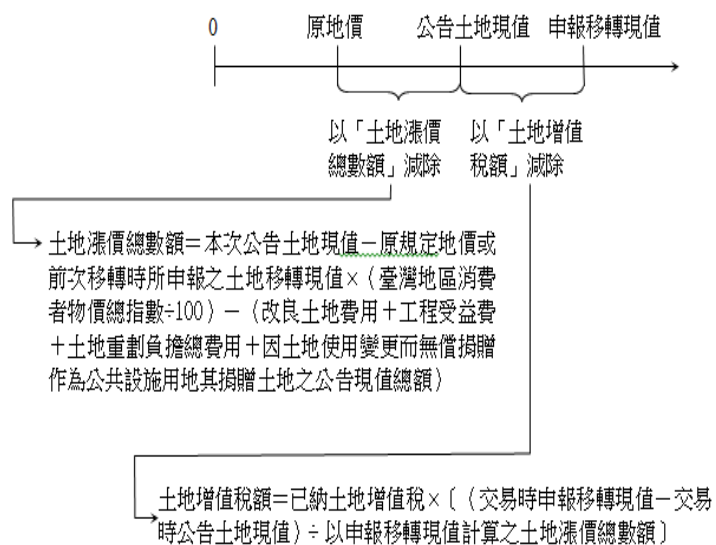 0 原地價 公告土地現值 申報移轉現值
以「土地漲價 以「土地增值
總數額」減除 稅額」減除
土地漲價總數額＝本次公告土地現值－原規定地價或
前次移轉時所申報之土地移轉現值×（臺灣地區消費
者物價總指數÷100）－（改良土地費用＋工程受益費
＋土地重劃負擔總費用＋因土地使用變更而無償捐贈
作為公共設施用地其捐贈土地之公告現值總額）
土地增值稅額＝已納土地增值稅×〔（交易時申報移轉現值－交易
時公告土地現值）÷以申報移轉現值計算之土地漲價總數額〕